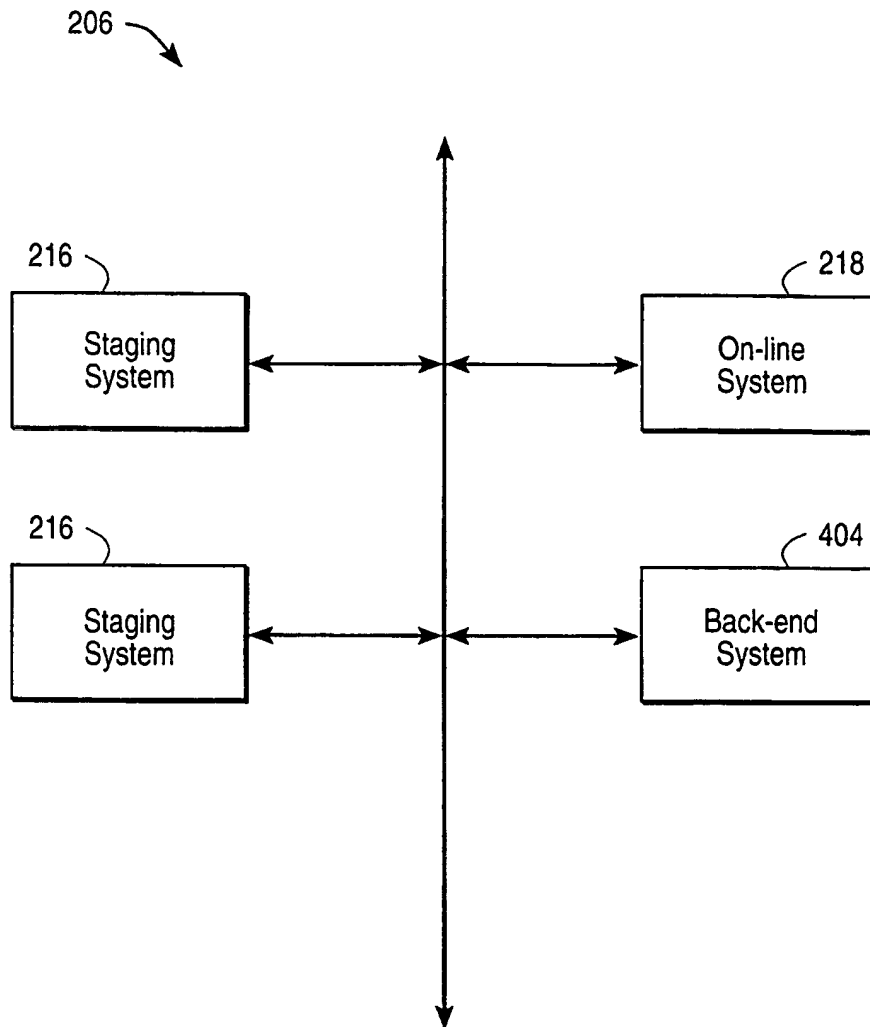 206
216
Staging
System
218
On-line
System
216
Staging
System
404
Back-end
System